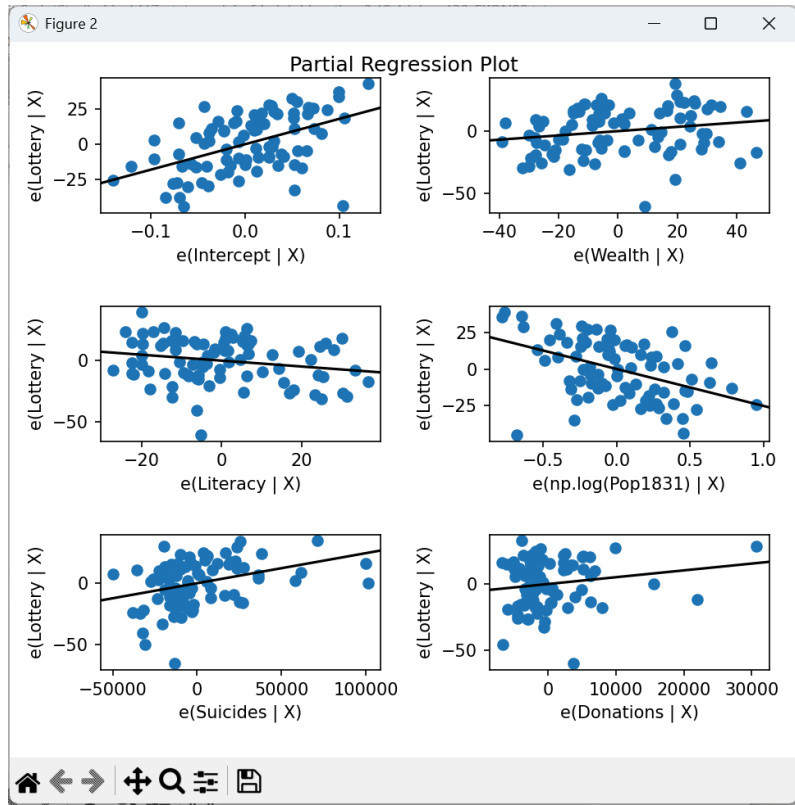 Figure 2
Partial Regression Plot
e(Lottery | X)
25
0
−25
−0.1
0.0
0.1
e(Intercept | X)
e(Lottery | X)
0
−50
−40
−20
0
20
40
e(Wealth | X)
e(Lottery | X)
0
−50
−20
0
20
e(Literacy | X)
e(Lottery | X)
25
0
−25
−0.5
0.0
0.5
1.0
e(np.log(Pop1831) | X)
e(Lottery | X)
0
−50
−50000
0
50000
100000
e(Suicides | X)
e(Lottery | X)
0
−50
0
10000
20000
30000
e(Donations | X)